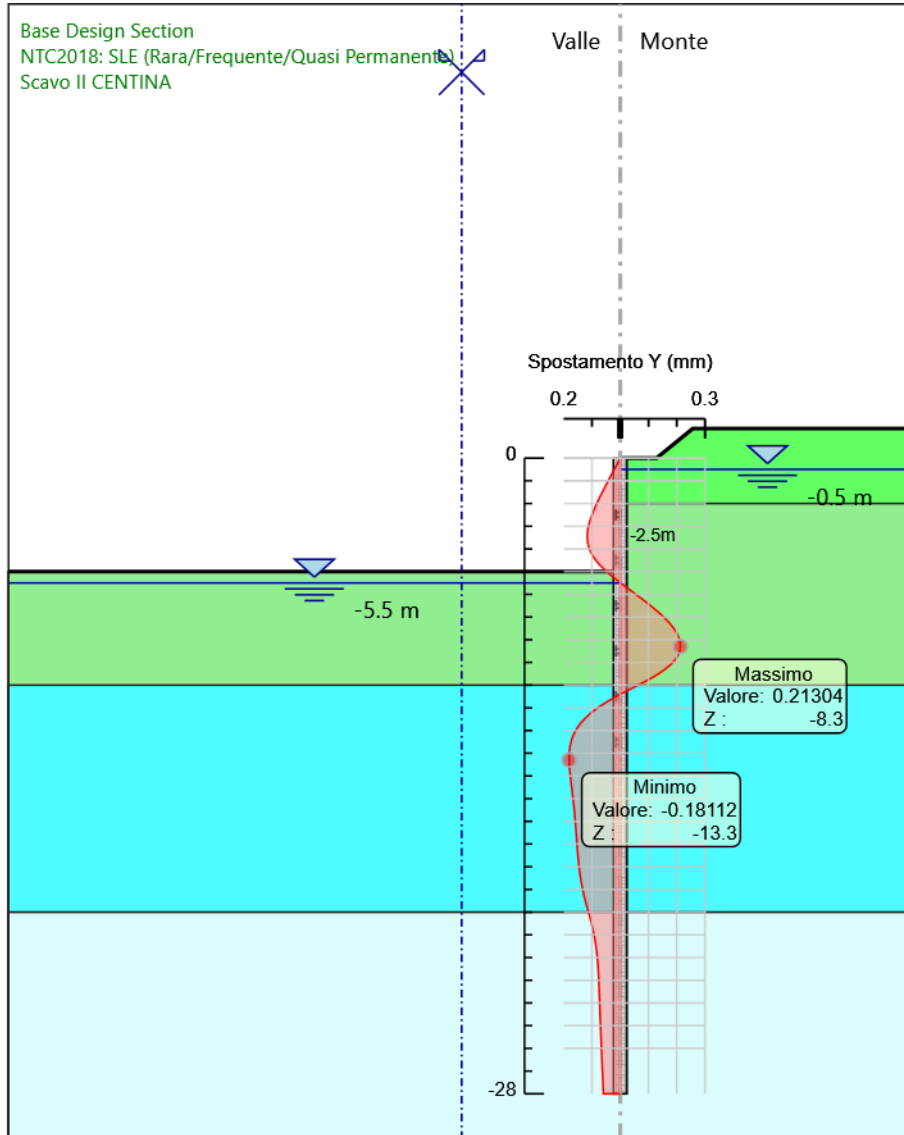 Base Design Section
NTC2018: SLE (Rara/Frequente/Quasi Permanente)
Scavo II CENTINA
Valle
Monte
Spostamento Y (mm)
0.2
0.3
0
-0.5 m
-2.5m
-5.5 m
Massimo
Valore: 0.21304
Z : -8.3
Minimo
Valore: -0.18112
Z : -13.3
-28